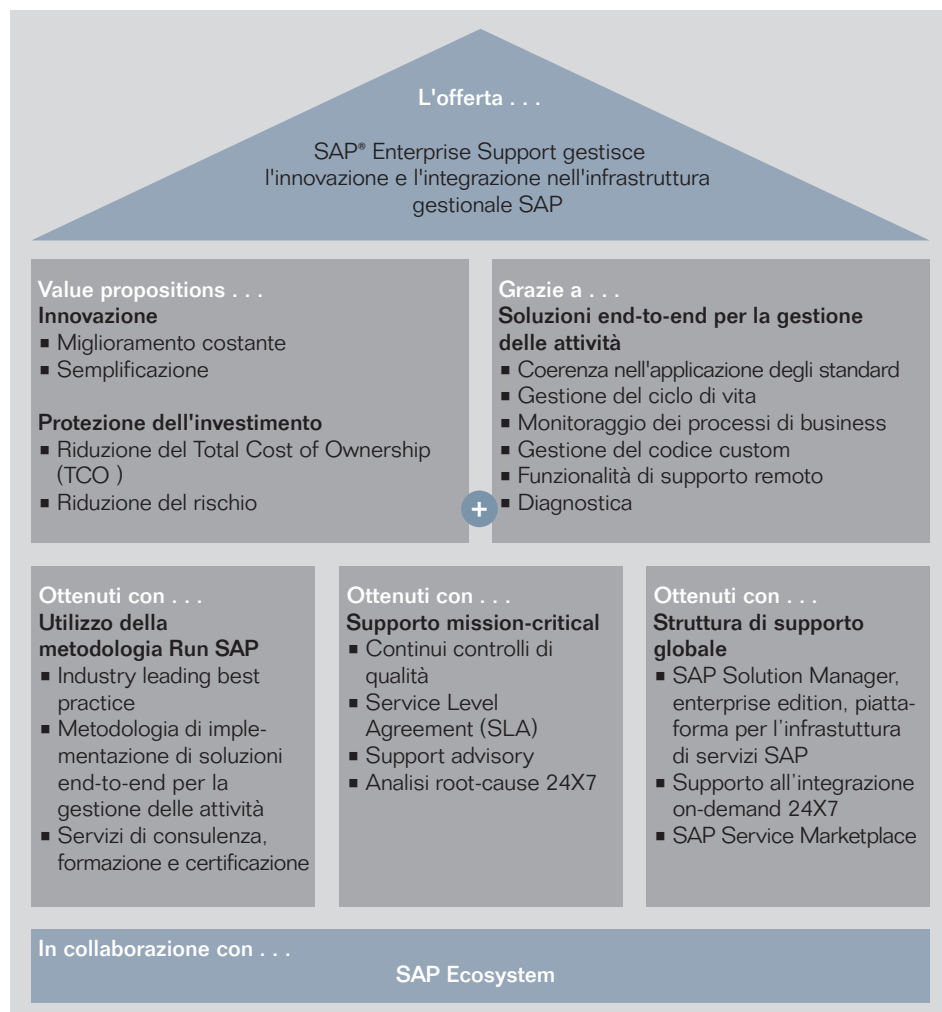 L'offerta . . .
SAP® Enterprise Support gestisce
l'innovazione e l'integrazione nell'infrastruttura
gestionale SAP
Value propositions . . .
Innovazione
▪ Miglioramento costante
▪ Semplificazione
Protezione dell'investimento
▪ Riduzione del Total Cost of Ownership
(TCO )
▪ Riduzione del rischio
+
Grazie a . . .
Soluzioni end-to-end per la gestione
delle attività
▪ Coerenza nell'applicazione degli standard
▪ Gestione del ciclo di vita
▪ Monitoraggio dei processi di business
▪ Gestione del codice custom
▪ Funzionalità di supporto remoto
▪ Diagnostica
Ottenuti con . . .
Utilizzo della
metodologia Run SAP
▪ Industry leading best
practice
▪ Metodologia di imple-
mentazione di soluzioni
end-to-end per la
gestione delle attività
▪ Servizi di consulenza,
formazione e certificazione
Ottenuti con . . .
Supporto mission-critical
▪ Continui controlli di
qualità
▪ Service Level
Agreement (SLA)
▪ Support advisory
▪ Analisi root-cause 24X7
Ottenuti con . . .
Struttura di supporto
globale
▪ SAP Solution Manager,
enterprise edition, piatta-
forma per l'infrastuttura
di servizi SAP
▪ Supporto all'integrazione
on-demand 24X7
▪ SAP Service Marketplace
In collaborazione con . . .
SAP Ecosystem